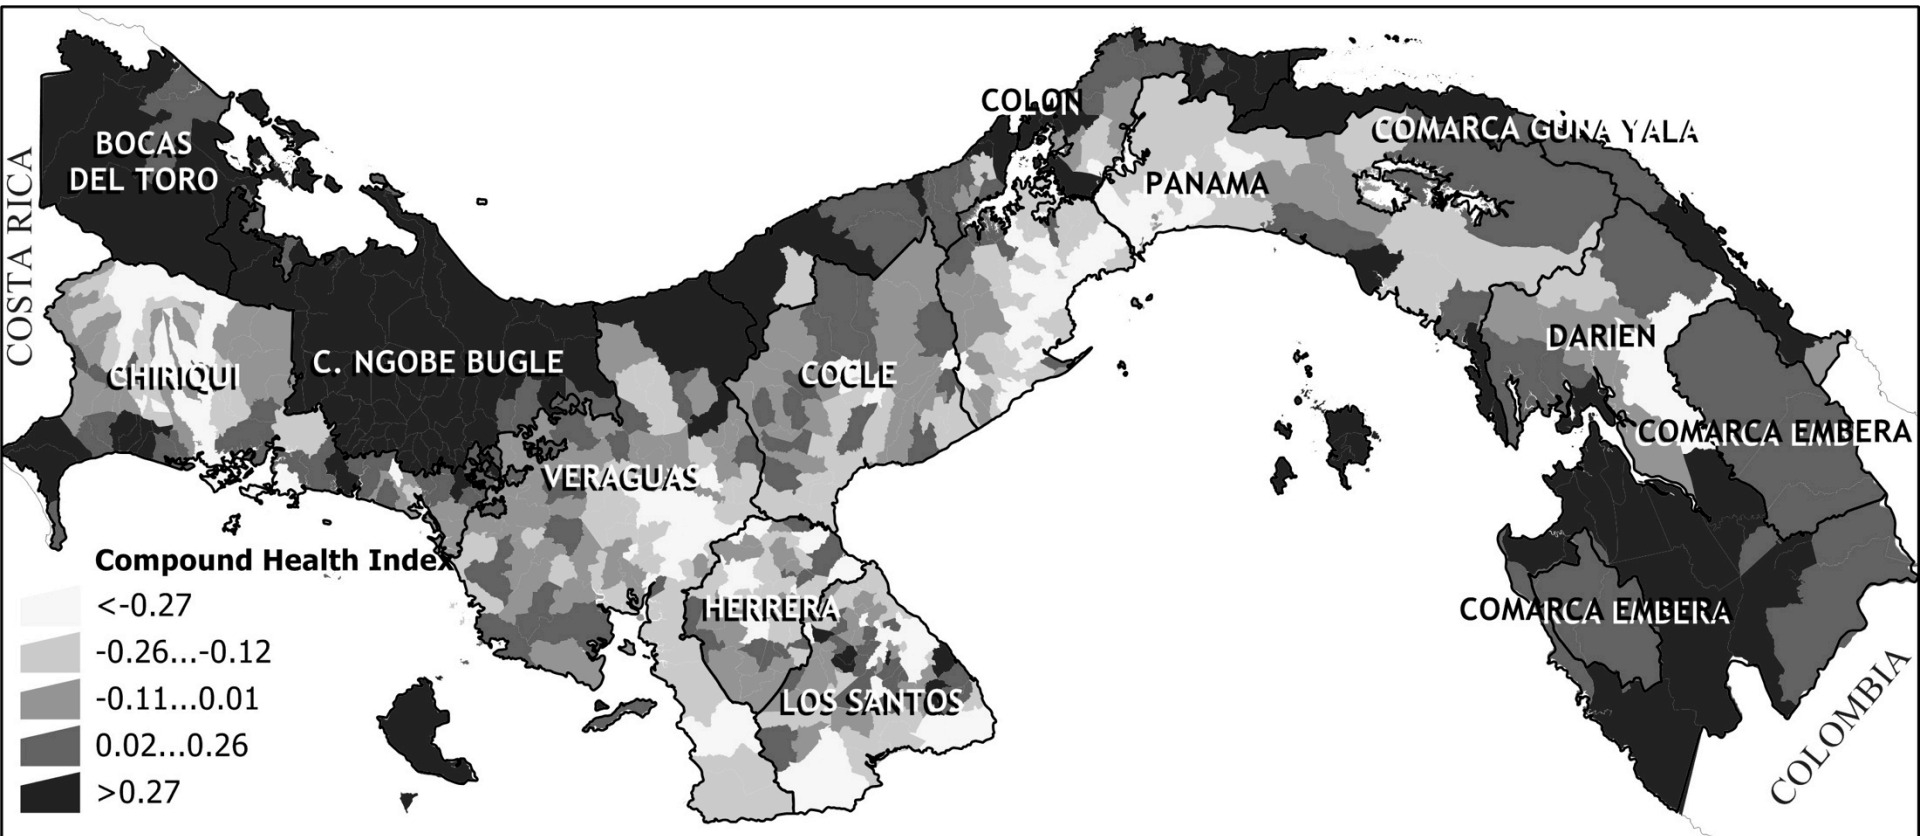 COLON
COMARCA GUNA YALA
BOCAS
DEL TORO
PANAMA
COSTA RICA
DARIEN
C. NGOBE BUGLE
CHIRIQUI
COCLE
COMARCA EMBERA
VERAGUAS
HERRERA
COMARCA EMBERA
LOS SANTOS
COLOMBIA
Compound Health Index
<-0.27
-0.26...-0.12
-0.11...0.01
0.02...0.26
>0.27